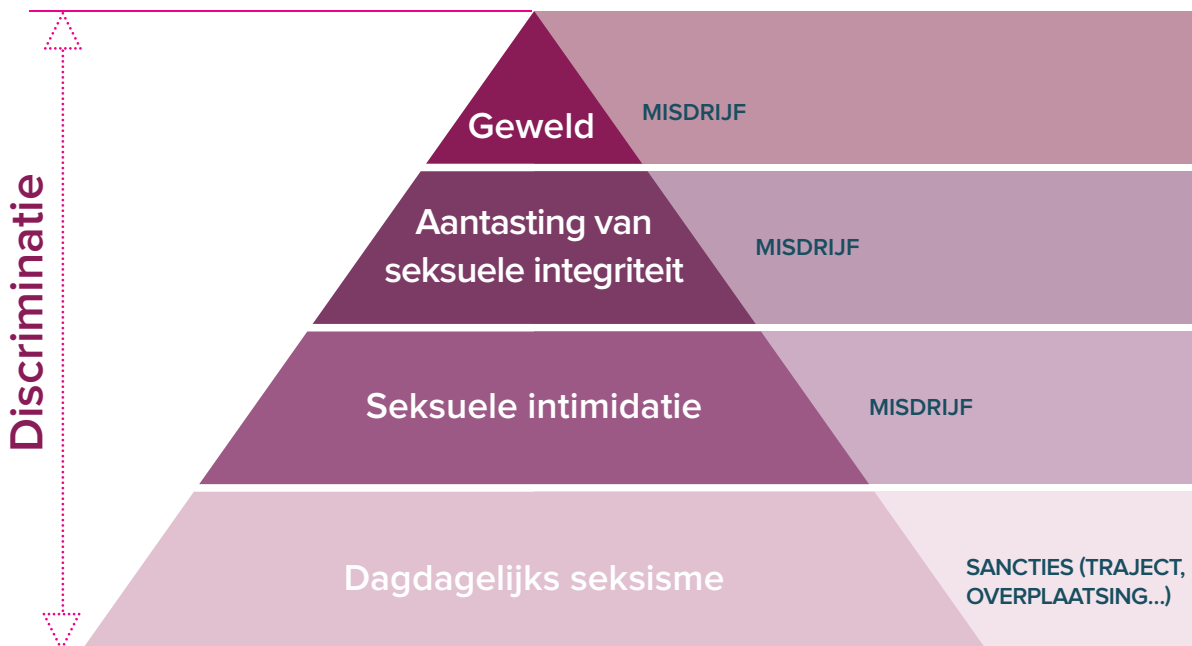 Discriminatie
Geweld
MISDRIJF
Aantasting van
seksuele integriteit
MISDRIJF
Seksuele intimidatie
MISDRIJF
Dagdagelijks seksisme
SANCTIES (TRAJECT,
OVERPLAATSING...)